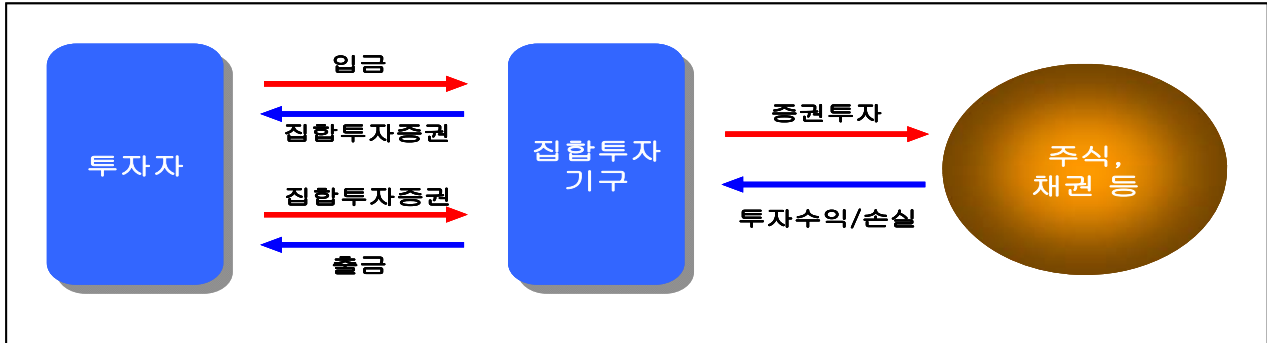 투자자
입금
집합투자증권
집합투자증권
출금
집합투자
기구
증권투자
투자수익/손실
주식,
채권 등